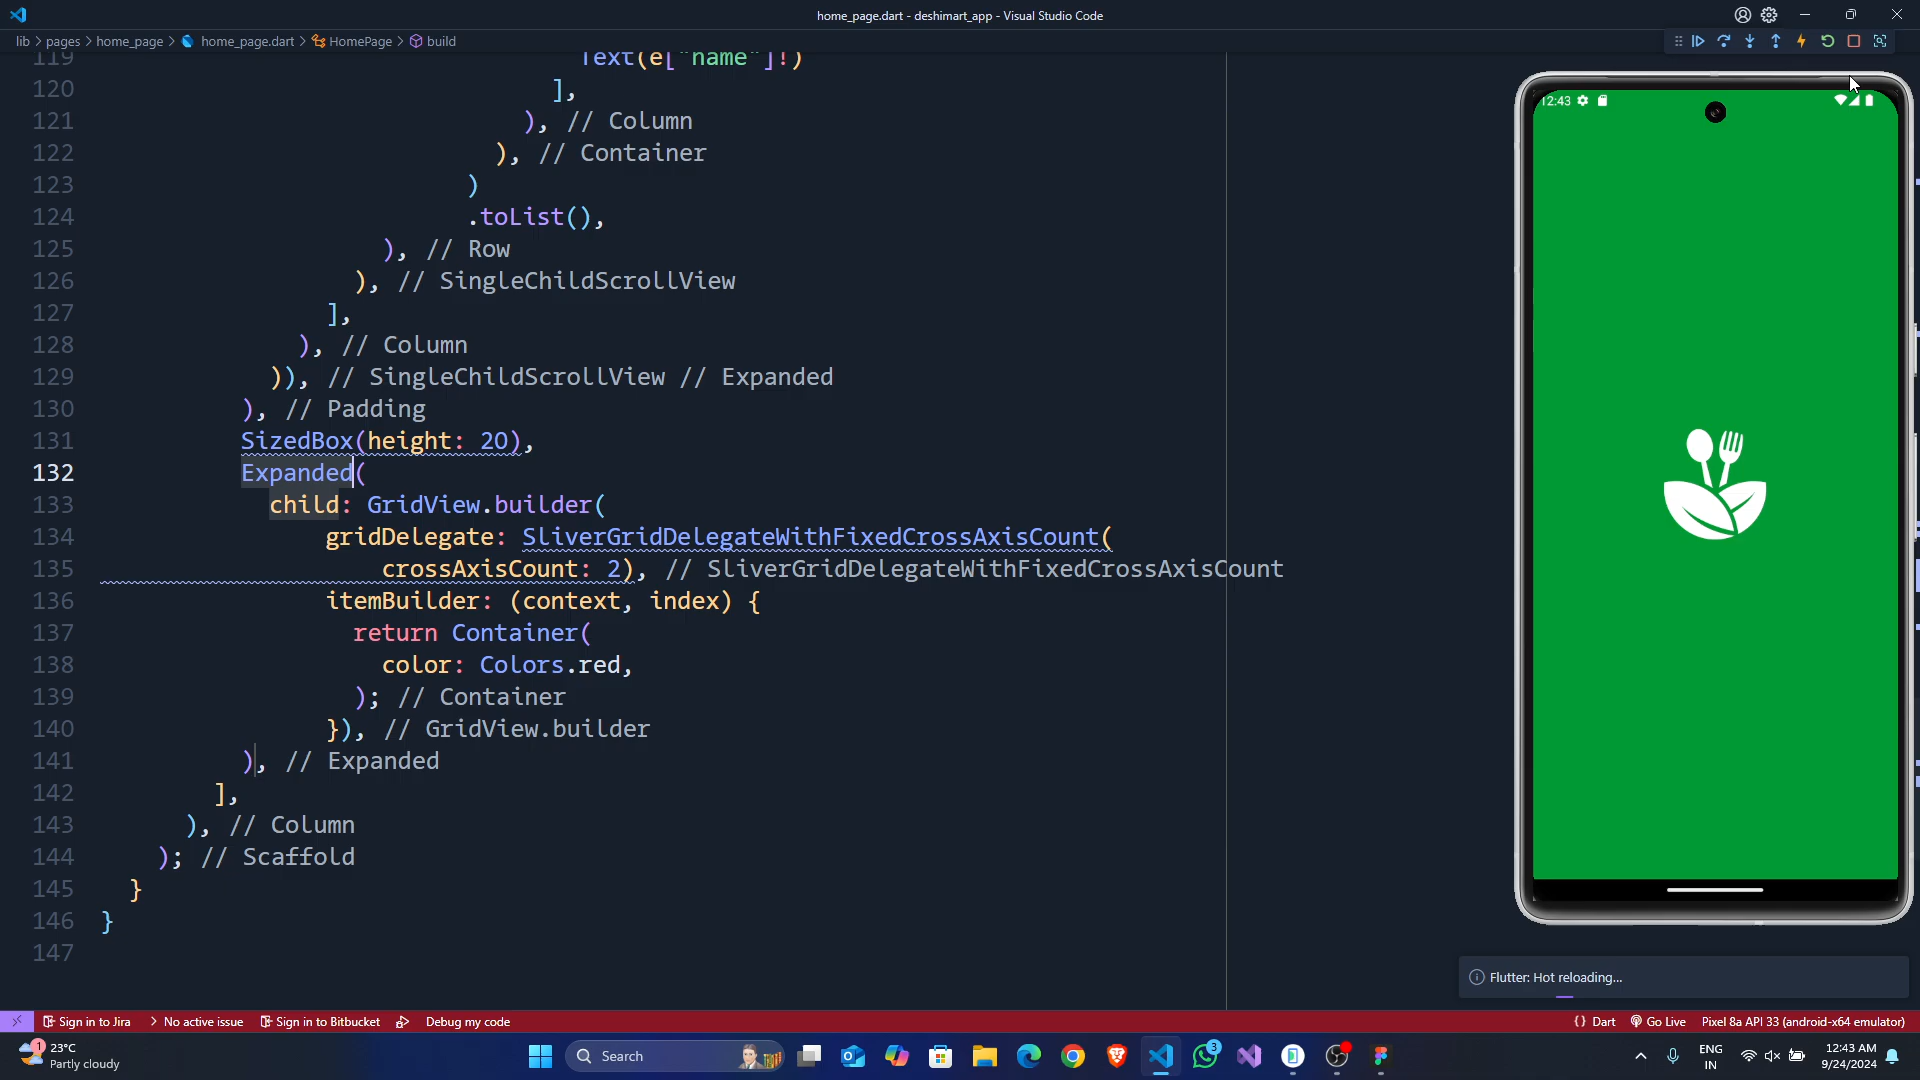 home_page.dart - deshimart_app - Visual Studio Code
lib > pages > home_page > home_page.dart > HomePage > build
119 Text(e["name"]!)
120 ],
121 ), // Column
122 ), // Container
123 )
124 .toList(),
125 ), // Row
126 ), // SingleChildScrollView
127 ],
128 ), // Column
129 )), // SingleChildScrollView // Expanded
130 ), // Padding
131 SizedBox(height: 20),
132 Expanded(
133 child: GridView.builder(
134 gridDelegate: SliverGridDelegateWithFixedCrossAxisCount(
135 crossAxisCount: 2), // SliverGridDelegateWithFixedCrossAxisCount
136 itemBuilder: (context, index) {
137 return Container(
138 color: Colors.red,
139 ); // Container
140 }), // GridView.builder
141 ), // Expanded
142 ],
143 ), // Column
144 ); // Scaffold
145 }
146 }
147
12:43
Flutter: Hot reloading...
Sign in to Jira > No active issue Sign in to Bitbucket Debug my code {} Dart Go Live Pixel 8a API 33 (android-x64 emulator)
1 23°C
Partly cloudy
Search
3
ENG
IN
12:43 AM
9/24/2024